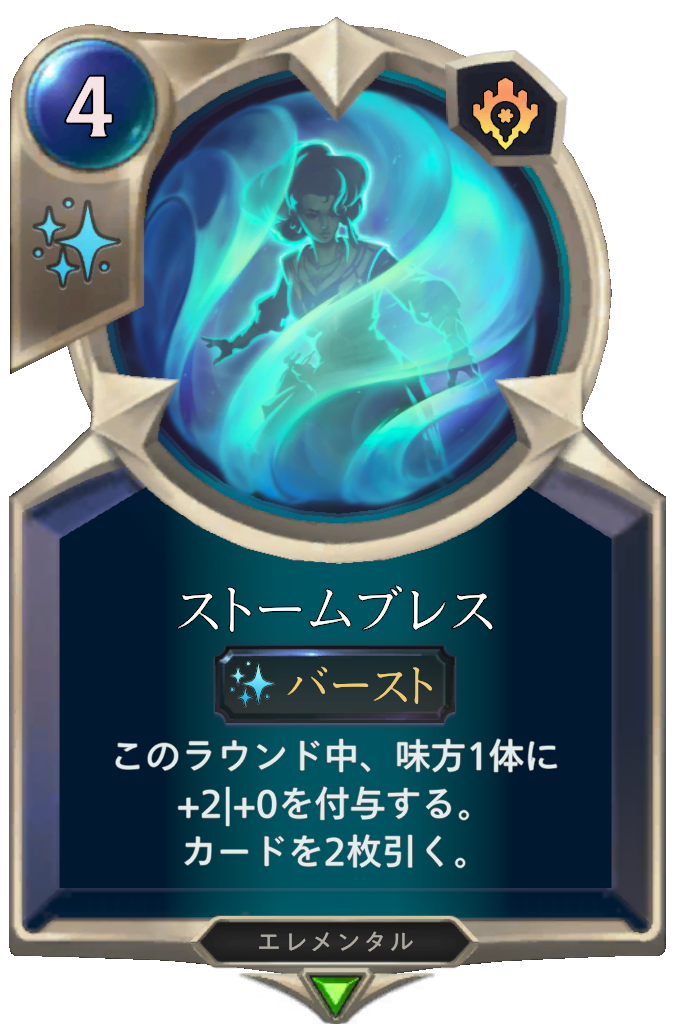 4
ストームブレス
バースト
このラウンド中、味方1体に
+2|+0を付与する。
カードを2枚引く。
エレメンタル